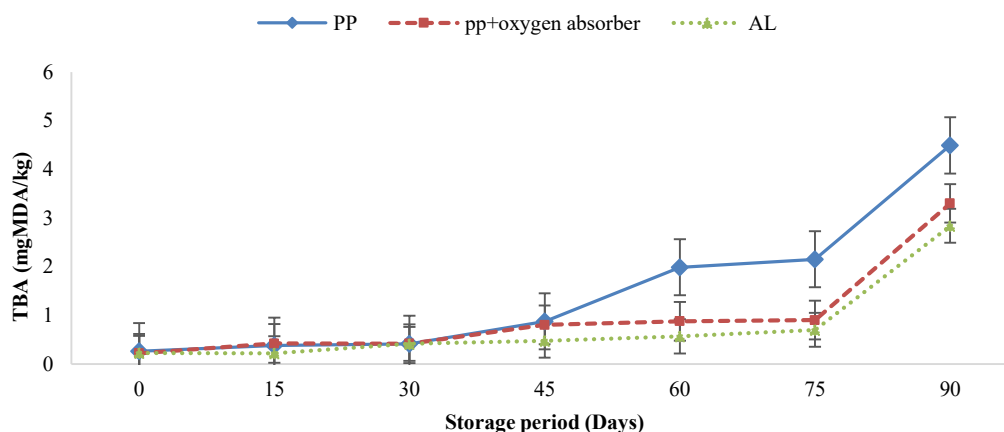 PP pp+oxygen absorber AL
TBA (mgMDA/kg)
6
5
4
3
2
1
0
0 15 30 45 60 75 90
Storage period (Days)